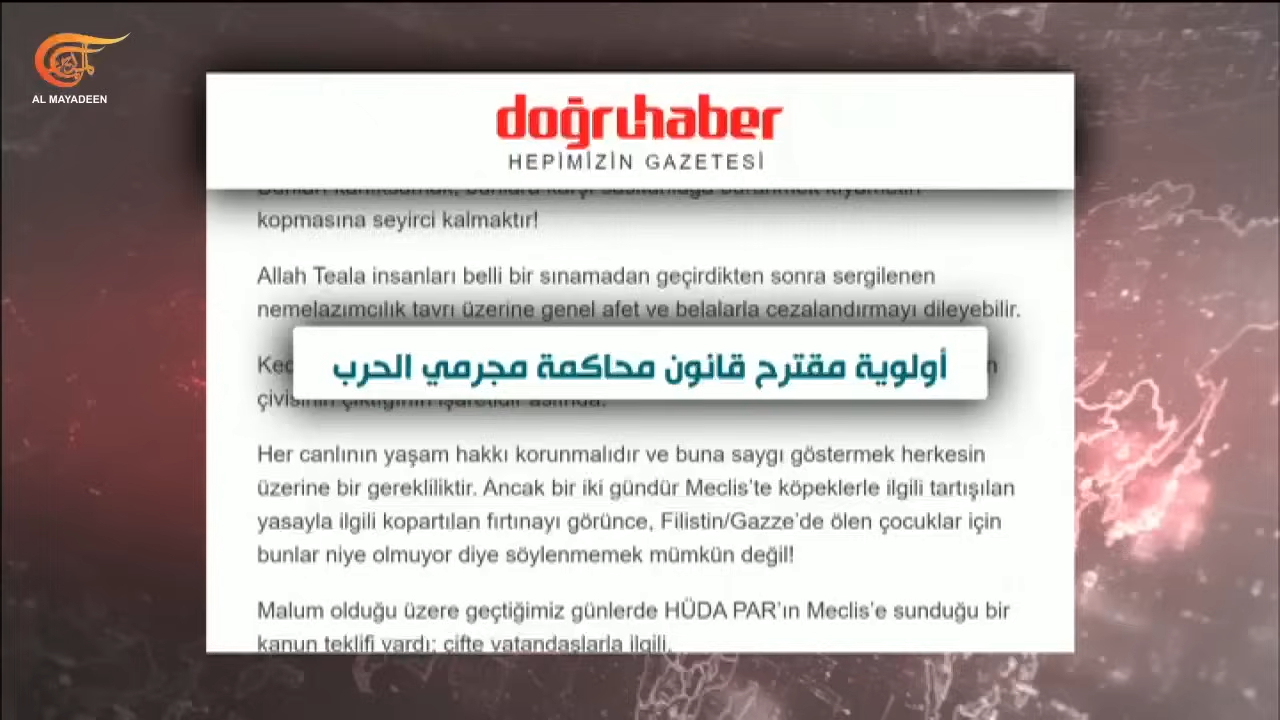 AL MAYADEEN
doğruhaber
HEPİMİZİN GAZETESİ
kopmasına seyirci kalmaktır!
Allah Teala insanları belli bir sınamadan geçirdikten sonra sergilenen
nemelazımcılık tavrı üzerine genel afet ve belalarla cezalandırmayı dileyebilir.
أولوية مقترح قانون محاكمة مجرمي الحرب
çivisinin çıktığının işaretidir aslında.
Her canlının yaşam hakkı korunmalıdır ve buna saygı göstermek herkesin
üzerine bir gerekliliktir. Ancak bir iki gündür Meclis'te köpeklerle ilgili tartışılan
yasayla ilgili kopartılan fırtınayı görünce, Filistin/Gazze'de ölen çocuklar için
bunlar niye olmuyor diye söylenmemek mümkün değil!
Malum olduğu üzere geçtiğimiz günlerde HÜDA PAR'ın Meclis'e sunduğu bir
kanun teklifi vardı; çifte vatandaşlarla ilgili.